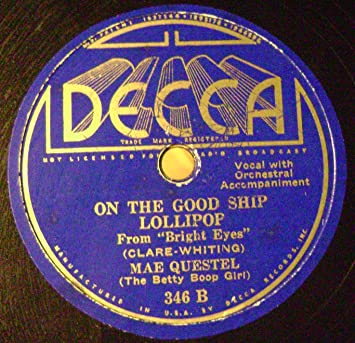 DECCA
TRADE MARK REGISTERED
NOT LICENSED FOR RADIO BROADCAST
Vocal with
Orchestral
Accompaniment
ON THE GOOD SHIP
LOLLIPOP
From "Bright Eyes"
(CLARE-WHITING)
MAE QUESTEL
(The Betty Boop Girl)
346 B
MANUFACTURED IN U.S.A. BY DECCA RECORDS, INC.